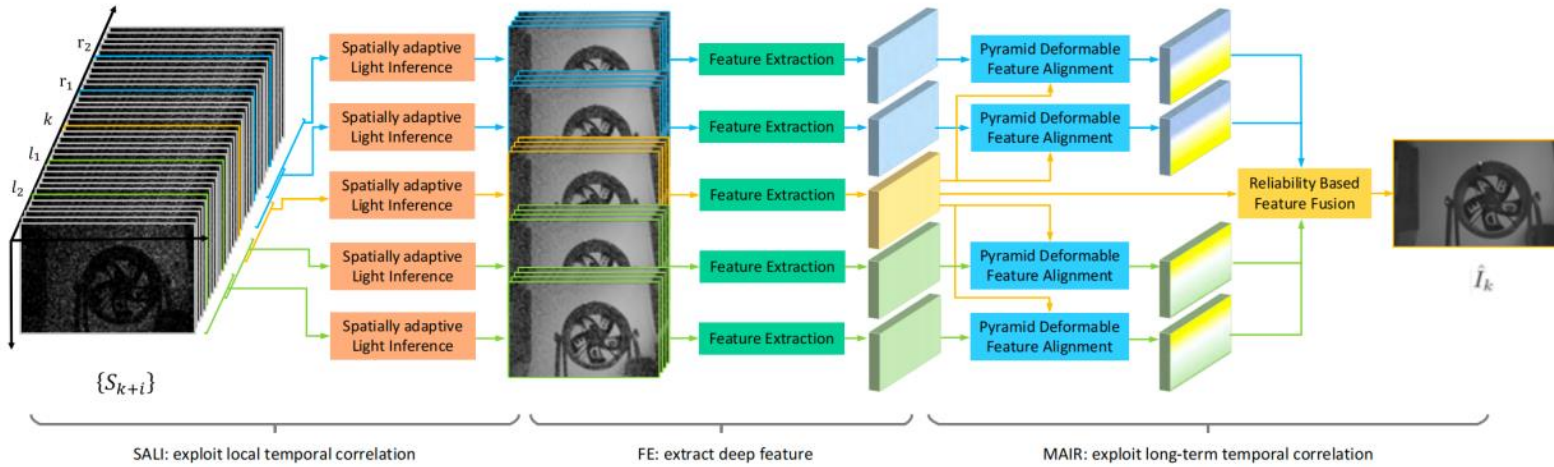 r2
r1
k
l1
l2
{S_{k+i}}
Spatially adaptive
Light Inference
Spatially adaptive
Light Inference
Spatially adaptive
Light Inference
Spatially adaptive
Light Inference
Spatially adaptive
Light Inference
Feature Extraction
Feature Extraction
Feature Extraction
Feature Extraction
Feature Extraction
Pyramid Deformable
Feature Alignment
Pyramid Deformable
Feature Alignment
Pyramid Deformable
Feature Alignment
Pyramid Deformable
Feature Alignment
Reliability Based
Feature Fusion
Î_k
SALI: exploit local temporal correlation
FE: extract deep feature
MAIR: exploit long-term temporal correlation